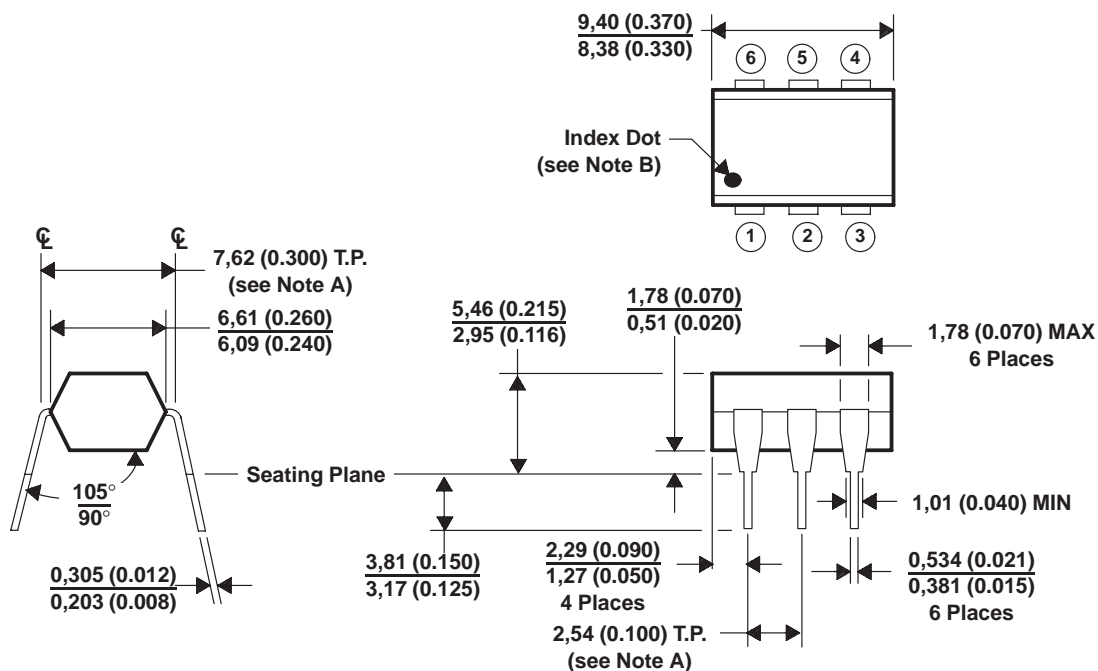 9,40 (0.370)
8,38 (0.330)
6 5 4
Index Dot
(see Note B)
1 2 3
℄ ℄
7,62 (0.300) T.P.
(see Note A)
6,61 (0.260)
6,09 (0.240)
5,46 (0.215)
2,95 (0.116)
1,78 (0.070)
0,51 (0.020)
1,78 (0.070) MAX
6 Places
Seating Plane
105°
90°
0,305 (0.012)
0,203 (0.008)
3,81 (0.150)
3,17 (0.125)
2,29 (0.090)
1,27 (0.050)
4 Places
1,01 (0.040) MIN
0,534 (0.021)
0,381 (0.015)
6 Places
2,54 (0.100) T.P.
(see Note A)